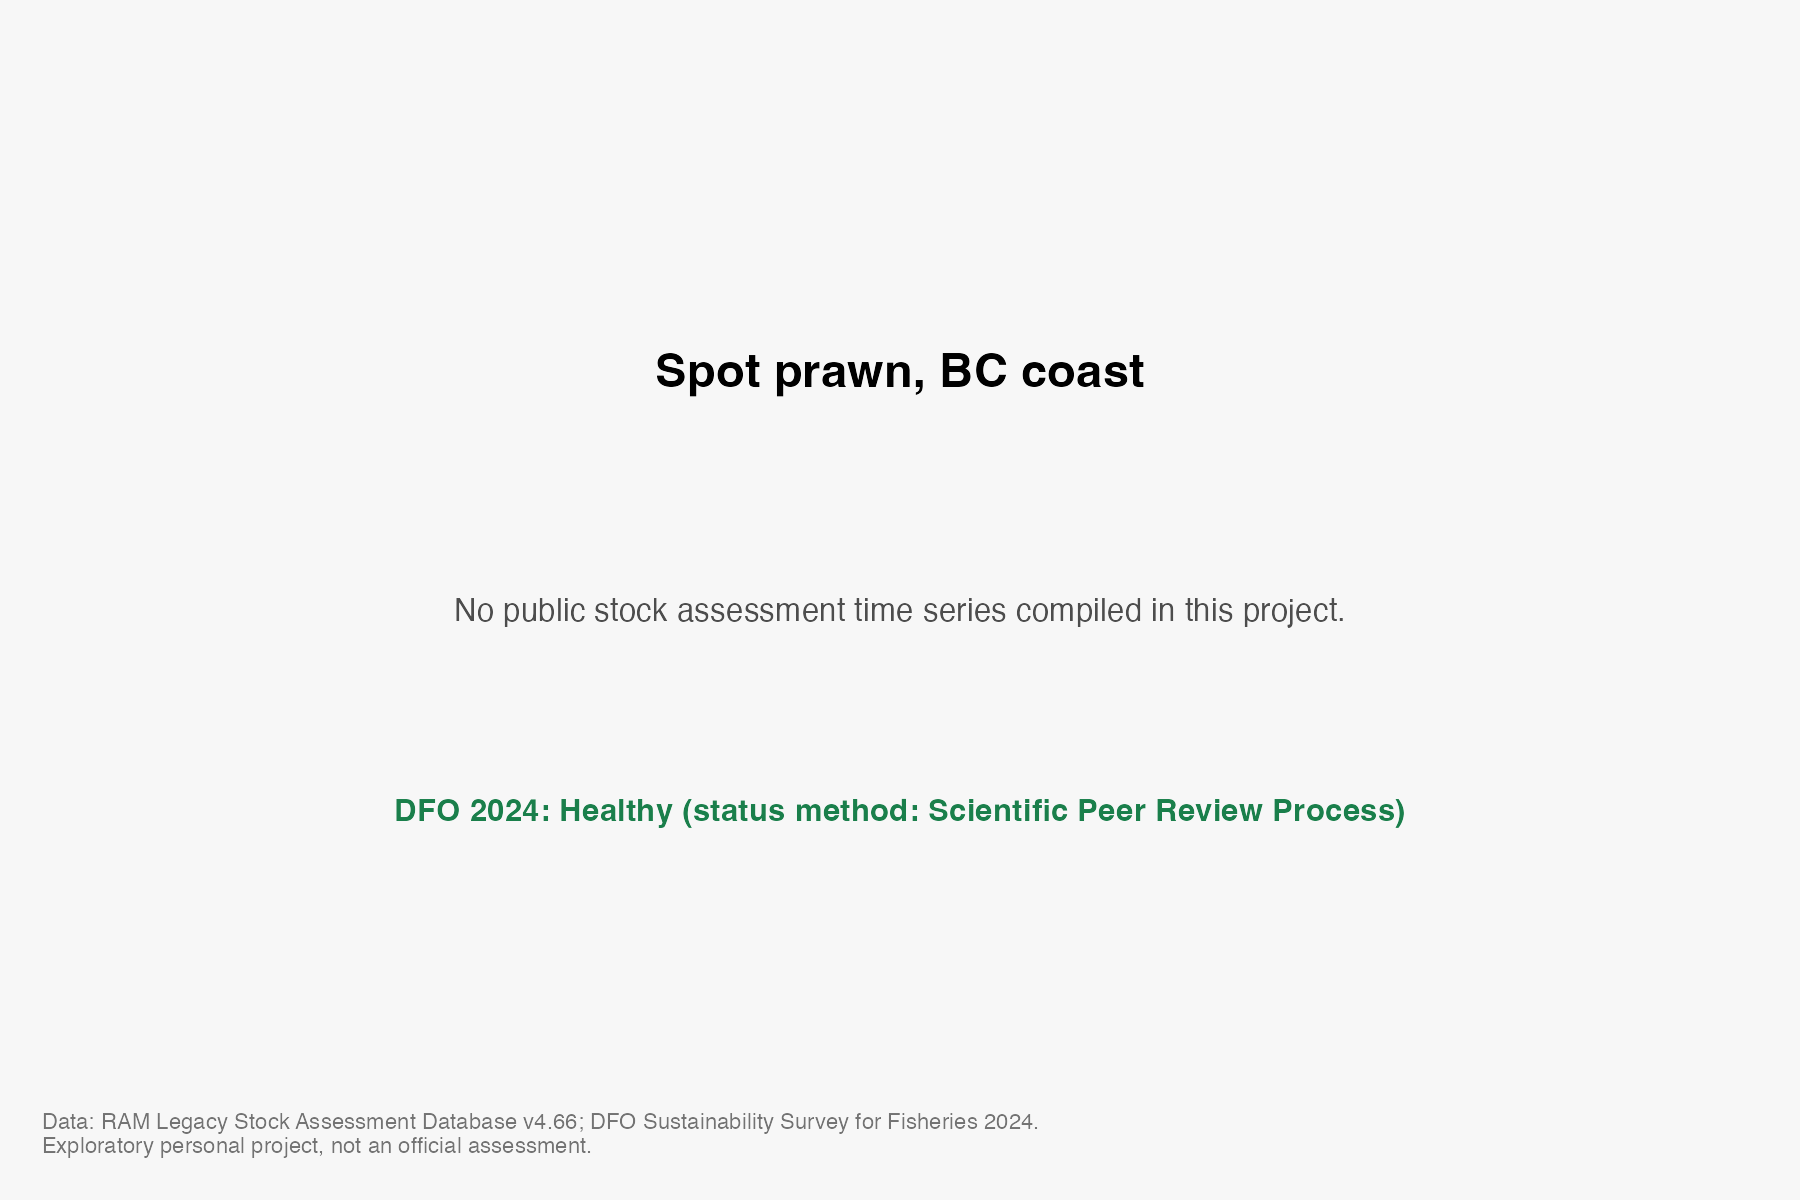 Spot prawn, BC coast
No public stock assessment time series compiled in this project.
DFO 2024: Healthy (status method: Scientific Peer Review Process)
Data: RAM Legacy Stock Assessment Database v4.66; DFO Sustainability Survey for Fisheries 2024.
Exploratory personal project, not an official assessment.